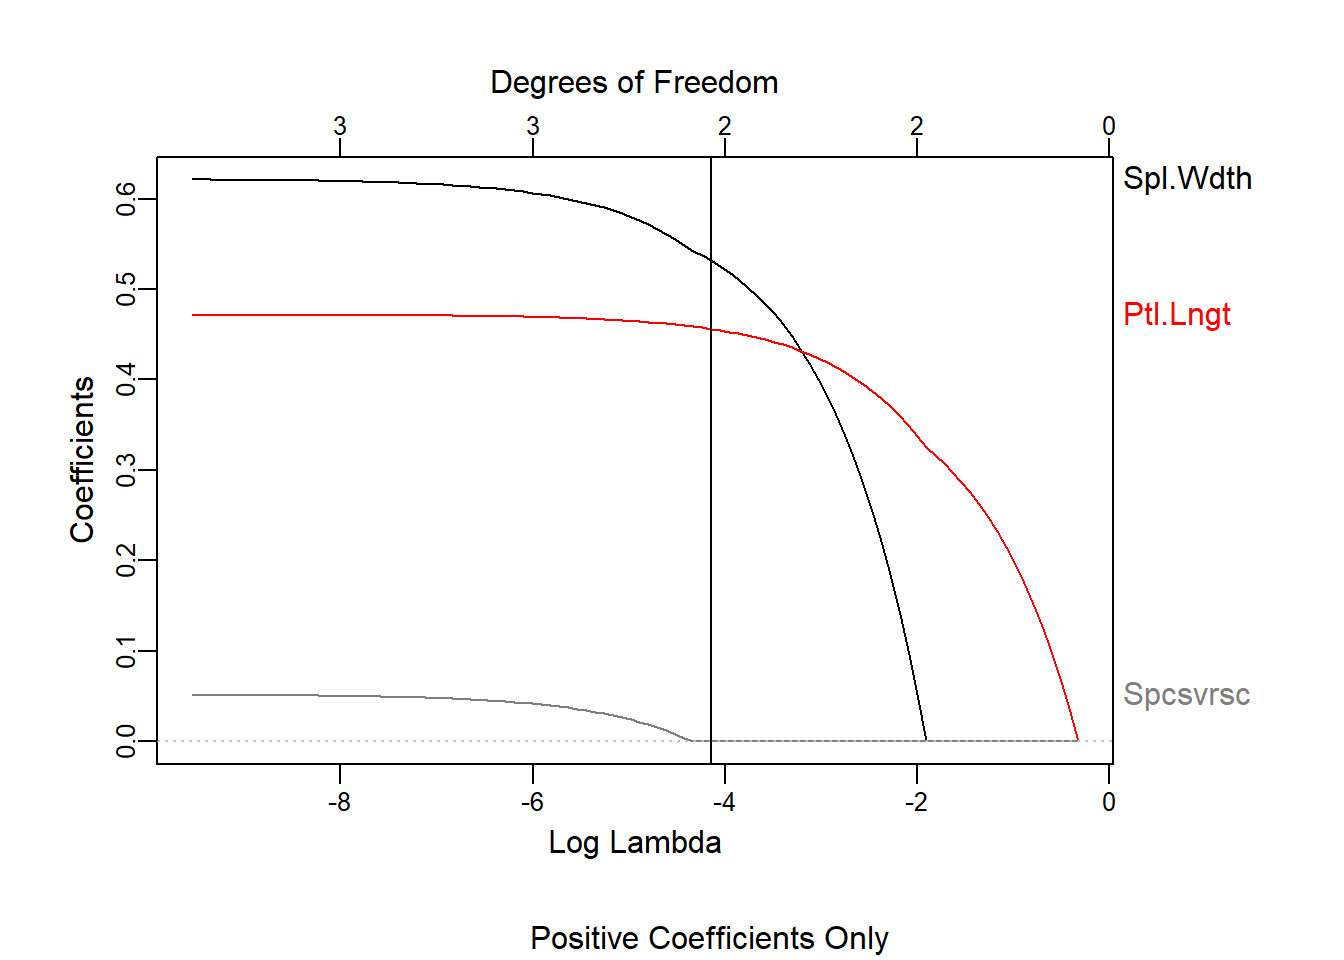 Degrees of Freedom
3 3 2 2 0
Spl.Wdth
Ptl.Lngt
Spcsvrsc
Coefficients
0.6
0.5
0.4
0.3
0.2
0.1
0.0
-8 -6 -4 -2 0
Log Lambda
Positive Coefficients Only